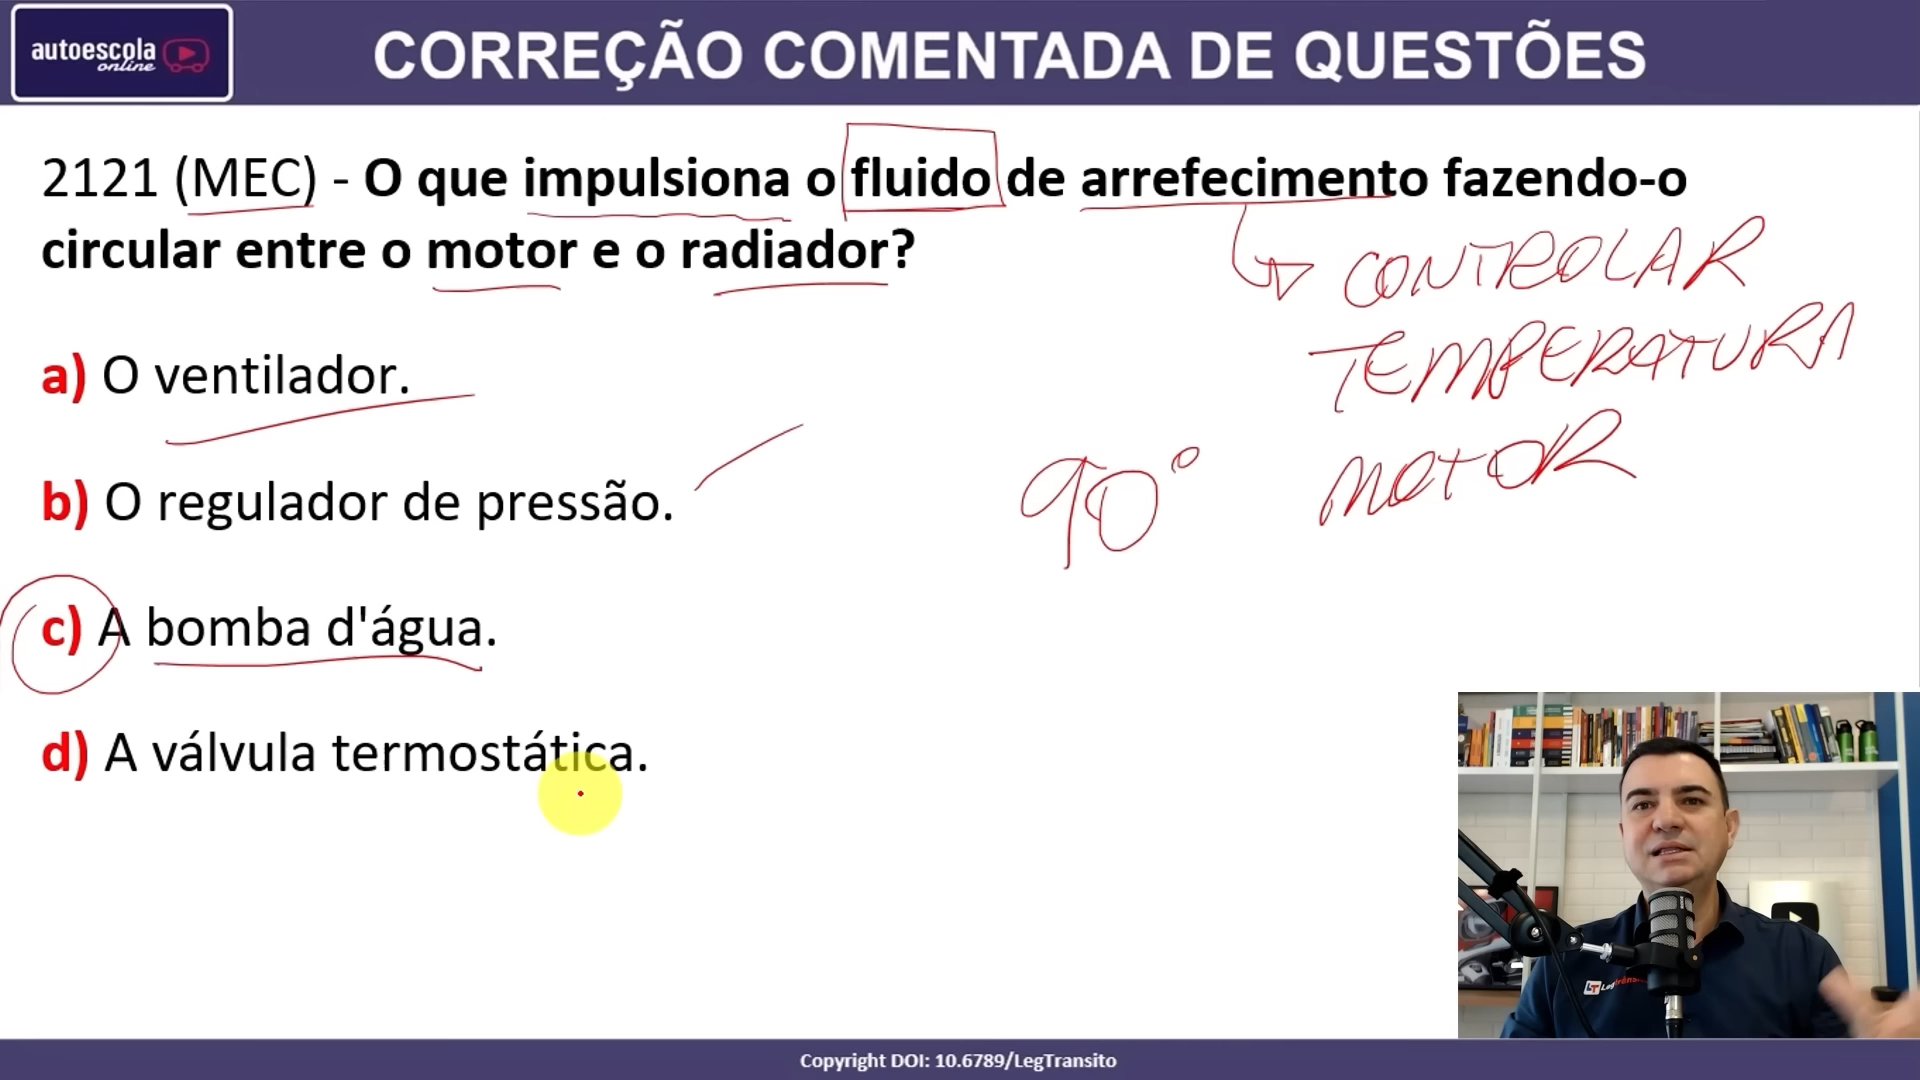 autoescola
online
CORREÇÃO COMENTADA DE QUESTÕES
2121 (MEC) - O que impulsiona o fluido de arrefecimento fazendo-o
circular entre o motor e o radiador?
CONTROLAR
TEMPERATURA
MOTOR
90°
a) O ventilador.
b) O regulador de pressão.
c) A bomba d'água.
d) A válvula termostática.
Copyright DOI: 10.6789/LegTransito